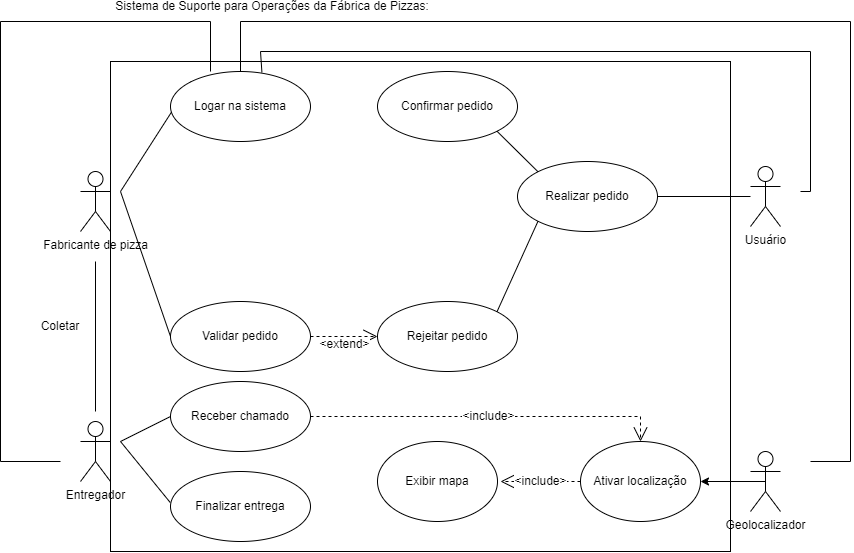 Sistema de Suporte para Operações da Fábrica de Pizzas:
Logar na sistema
Confirmar pedido
Realizar pedido
Fabricante de pizza
Usuário
Coletar
Validar pedido
<extend>
Rejeitar pedido
Receber chamado
<include>
Entregador
Finalizar entrega
Exibir mapa
<include>
Ativar localização
Geolocalizador